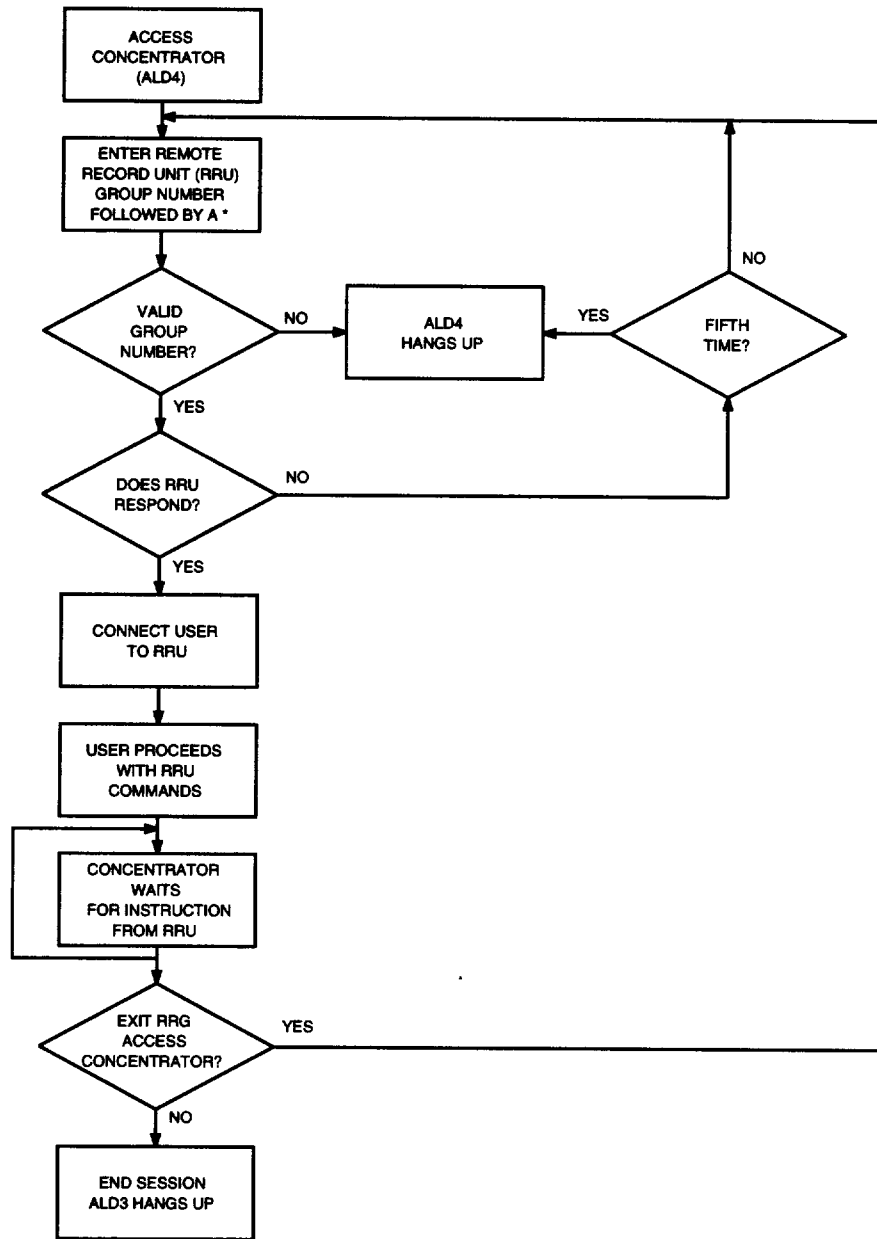 ACCESS
CONCENTRATOR
(ALD4)
ENTER REMOTE
RECORD UNIT (RRU)
GROUP NUMBER
FOLLOWED BY A *
VALID
GROUP
NUMBER?
NO
YES
ALD4
HANGS UP
YES
FIFTH
TIME?
NO
DOES RRU
RESPOND?
NO
YES
CONNECT USER
TO RRU
USER PROCEEDS
WITH RRU
COMMANDS
CONCENTRATOR
WAITS
FOR INSTRUCTION
FROM RRU
EXIT RRG
ACCESS
CONCENTRATOR?
YES
NO
END SESSION
ALD3 HANGS UP